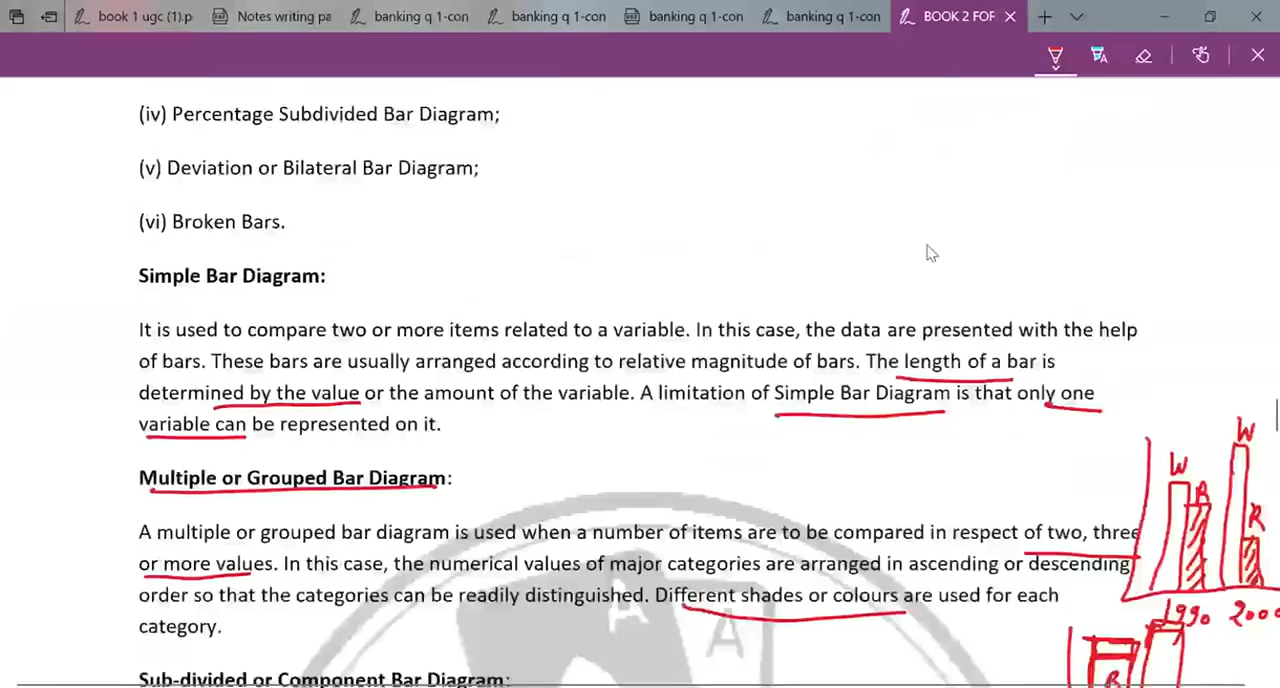 book 1 ugc (1).p
Notes writing pa
banking q 1-con
banking q 1-con
banking q 1-con
banking q 1-con
BOOK 2 FOF
(iv) Percentage Subdivided Bar Diagram;
(v) Deviation or Bilateral Bar Diagram;
(vi) Broken Bars.
Simple Bar Diagram:
It is used to compare two or more items related to a variable. In this case, the data are presented with the help
of bars. These bars are usually arranged according to relative magnitude of bars. The length of a bar is
determined by the value or the amount of the variable. A limitation of Simple Bar Diagram is that only one
variable can be represented on it.
Multiple or Grouped Bar Diagram:
A multiple or grouped bar diagram is used when a number of items are to be compared in respect of two, three
or more values. In this case, the numerical values of major categories are arranged in ascending or descending
order so that the categories can be readily distinguished. Different shades or colours are used for each
category.
Sub-divided or Component Bar Diagram:
W
W
R
R
1990 2000
R
A
A